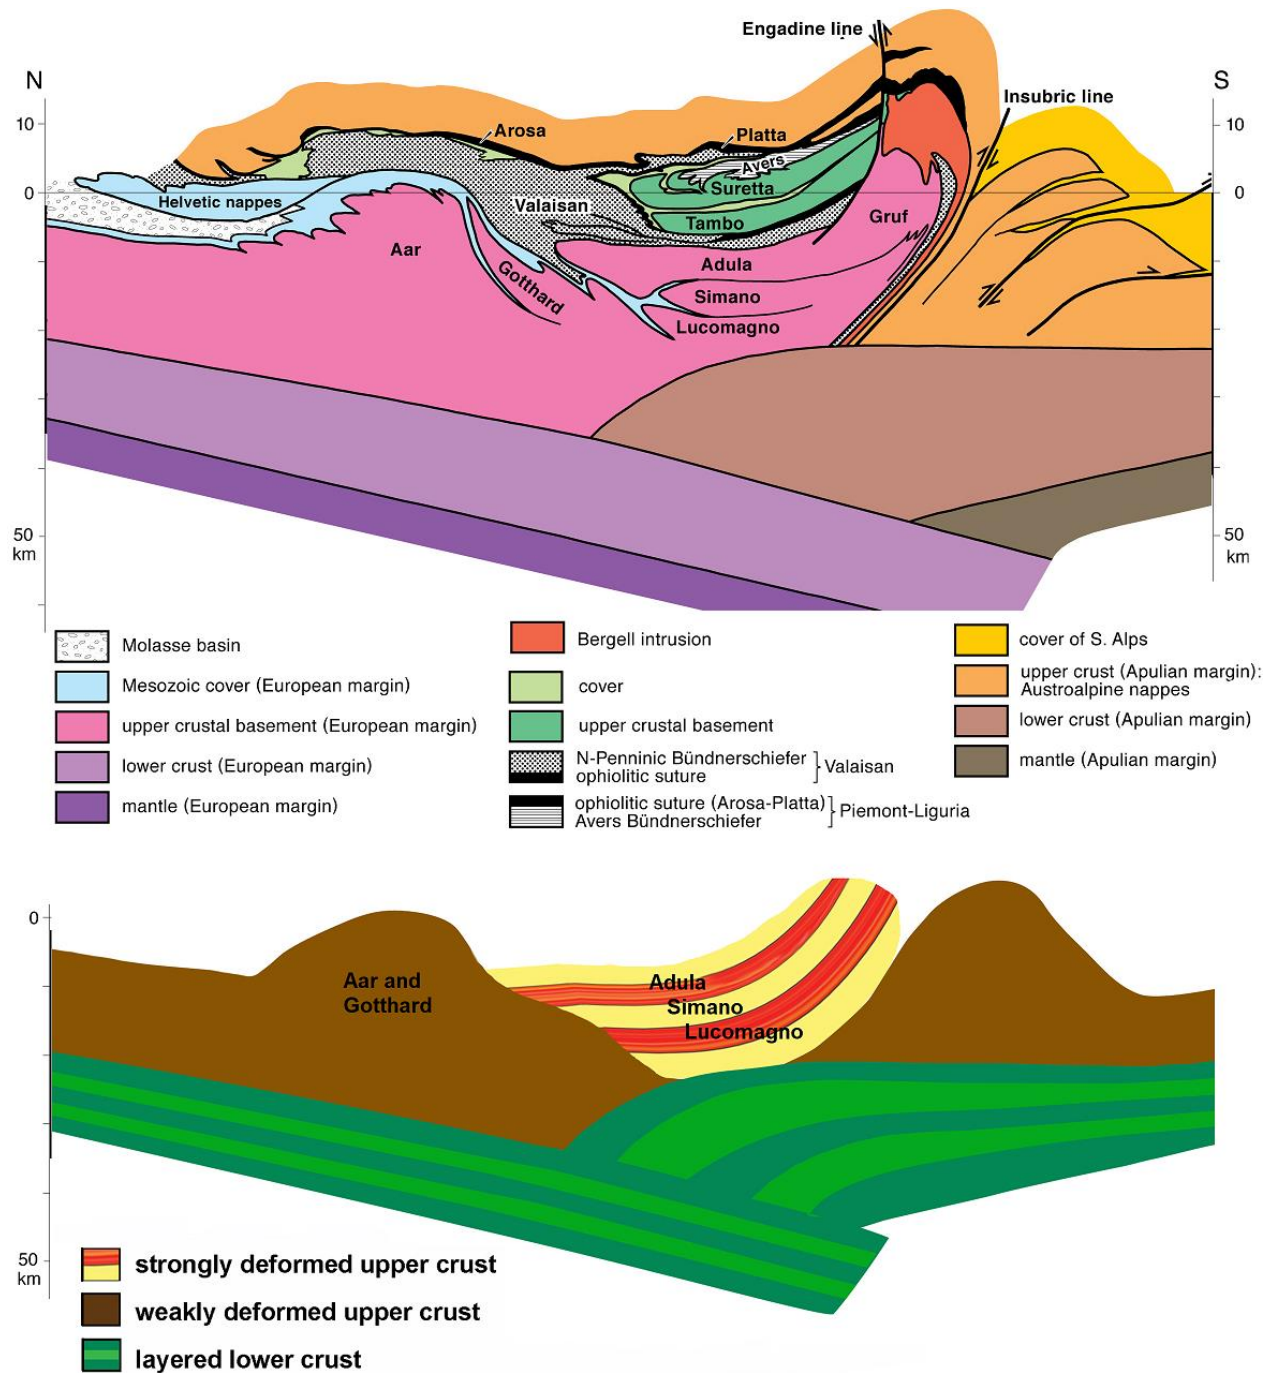 Engadine line
N
S
Insubric line
10
Arosa
Platta
10
Avers
Suretta
0
Helvetic nappes
Valaisan
0
Tambo
Gruf
Aar
Adula
Gotthard
Simano
Lucomagno
50
km
50
km
Molasse basin
Mesozoic cover (European margin)
upper crustal basement (European margin)
lower crust (European margin)
mantle (European margin)
Bergell intrusion
cover
upper crustal basement
N-Penninic Bündnerschiefer
ophiolitic suture
Valaisan
ophiolitic suture (Arosa-Platta)
Avers Bündnerschiefer
Piemont-Liguria
cover of S. Alps
upper crust (Apulian margin):
Austroalpine nappes
lower crust (Apulian margin)
mantle (Apulian margin)
0
Aar and
Gotthard
Adula
Simano
Lucomagno
50
km
strongly deformed upper crust
weakly deformed upper crust
layered lower crust